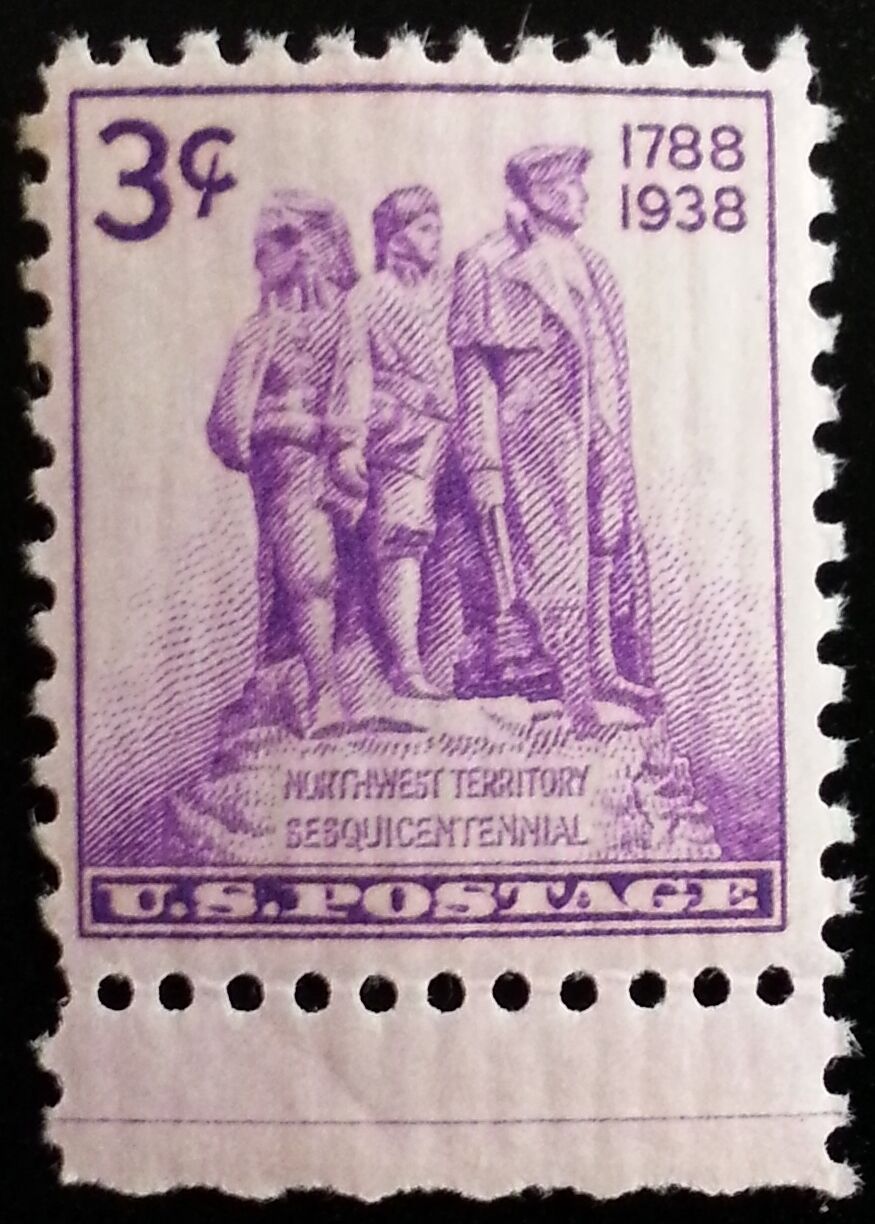 3¢
1788
1938
NORTHWEST TERRITORY
SESQUICENTENNIAL
U.S.POSTAGE